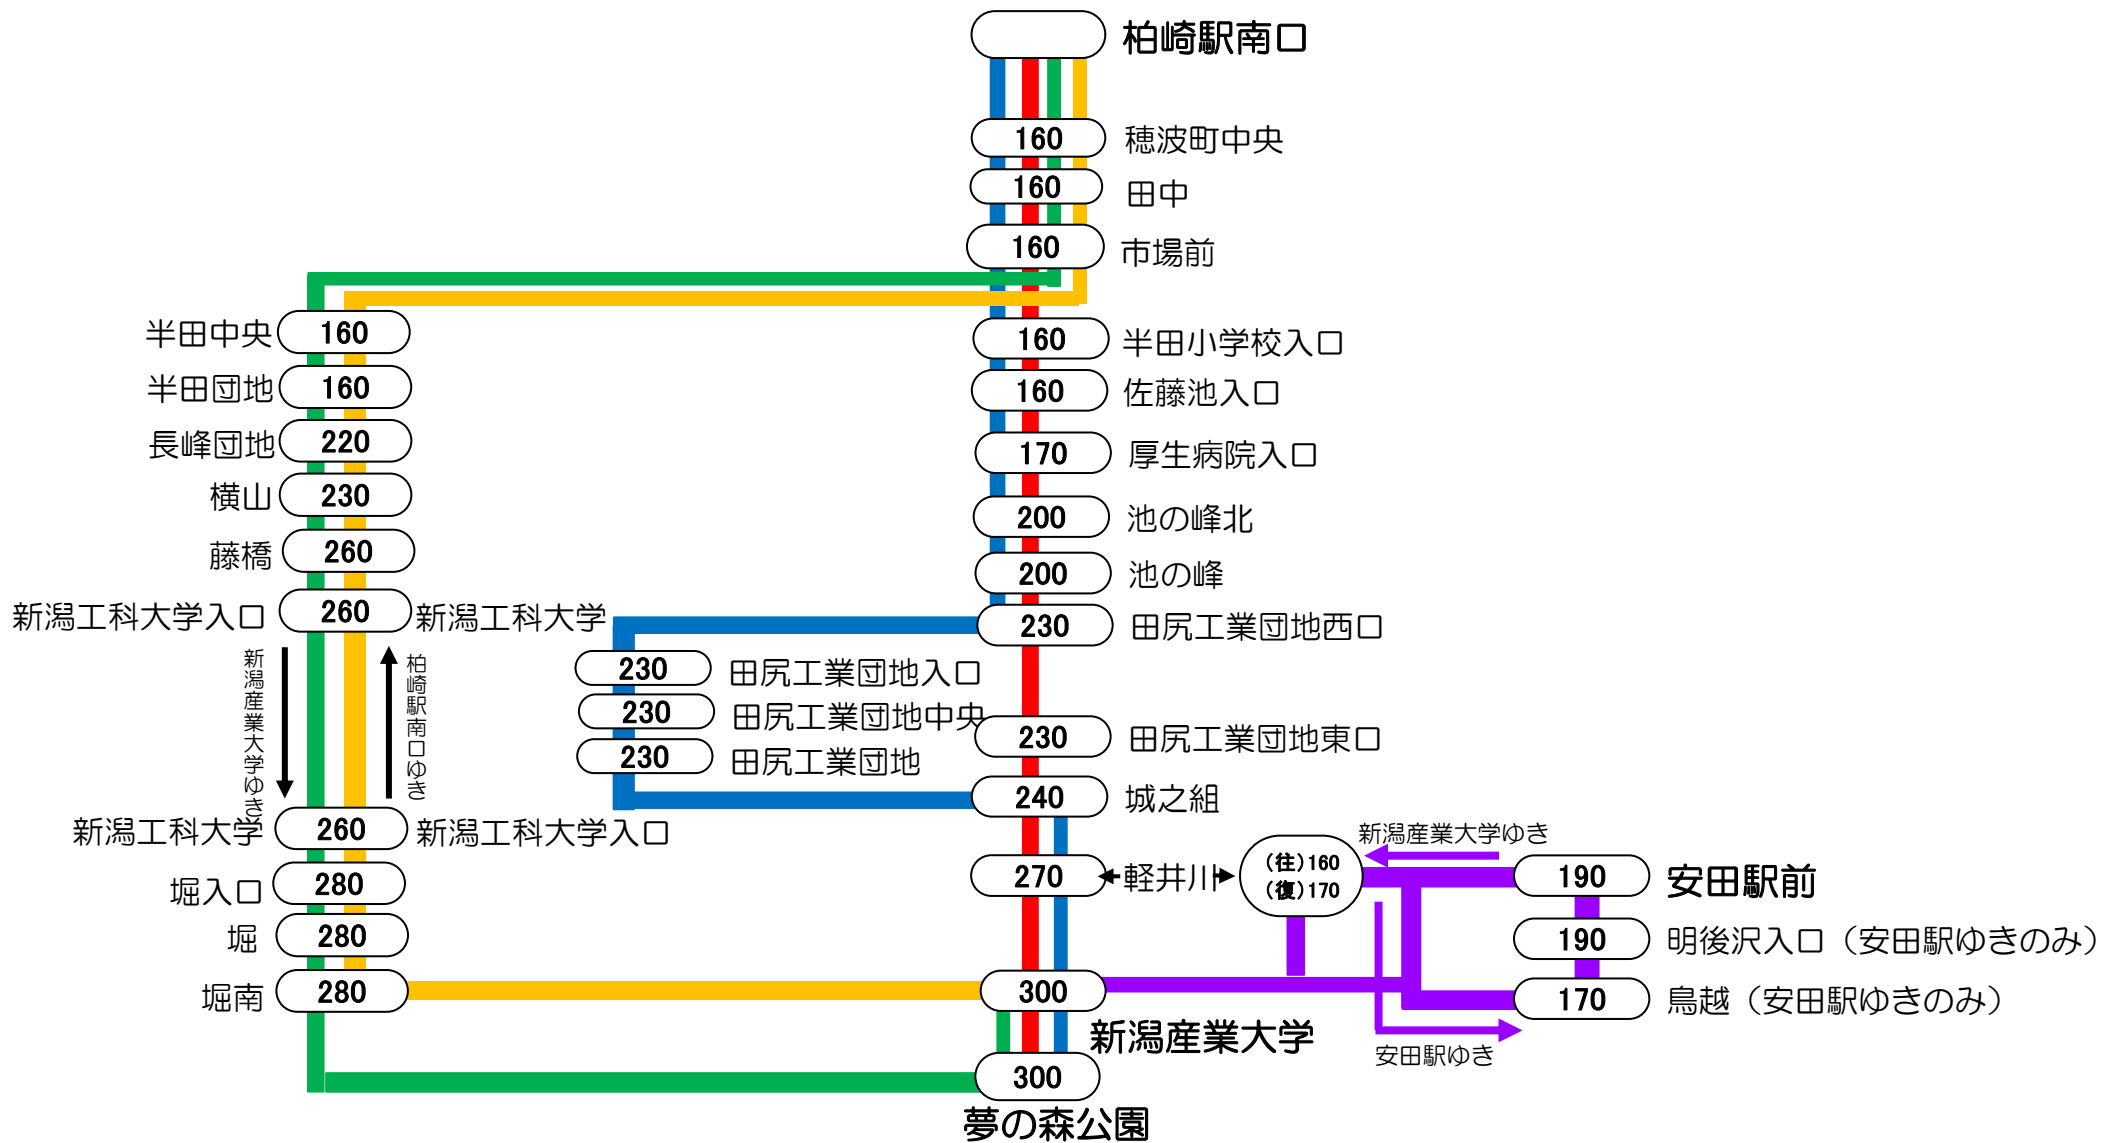 柏崎駅南口
160 穂波町中央
160 田中
160 市場前
半田中央 160
半田団地 160
長峰団地 220
横山 230
藤橋 260
新潟工科大学入口 260 新潟工科大学
新潟産業大学ゆき
柏崎駅南口ゆき
新潟工科大学 260 新潟工科大学入口
堀入口 280
堀 280
堀南 280
160 半田小学校入口
160 佐藤池入口
170 厚生病院入口
200 池の峰北
200 池の峰
230 田尻工業団地西口
230 田尻工業団地入口
230 田尻工業団地中央
230 田尻工業団地
230 田尻工業団地東口
240 城之組
270 軽井川
(往)160
(復)170
新潟産業大学ゆき
190 安田駅前
190 明後沢入口（安田駅ゆきのみ）
170 鳥越（安田駅ゆきのみ）
安田駅ゆき
300
新潟産業大学
300
夢の森公園